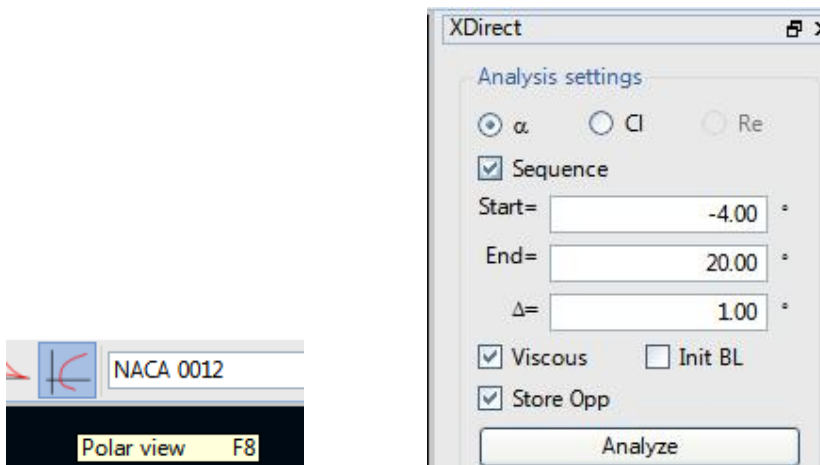 NACA 0012
Polar view F8
XDirect
Analysis settings
α Cl Re
Sequence
Start= -4.00 °
End= 20.00 °
Δ= 1.00 °
Viscous Init BL
Store Opp
Analyze